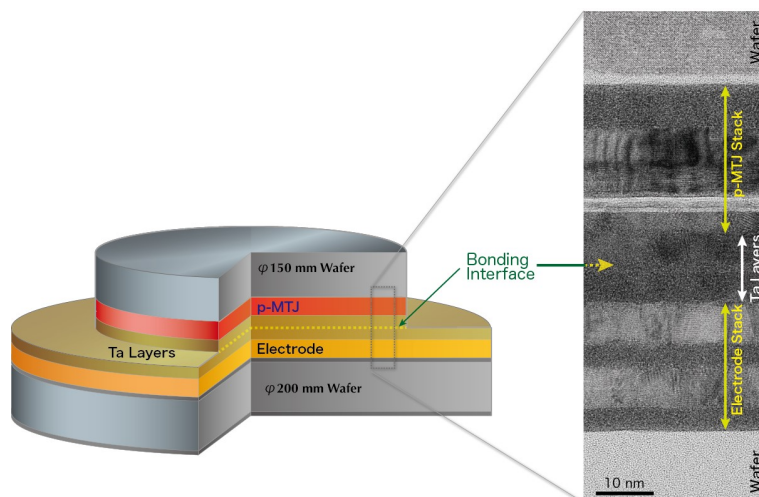 φ150 mm Wafer
p-MTJ
Ta Layers
Electrode
φ200 mm Wafer
Bonding
Interface
Wafer
p-MTJ Stack
Ta Layers
Electrode Stack
Wafer
10 nm